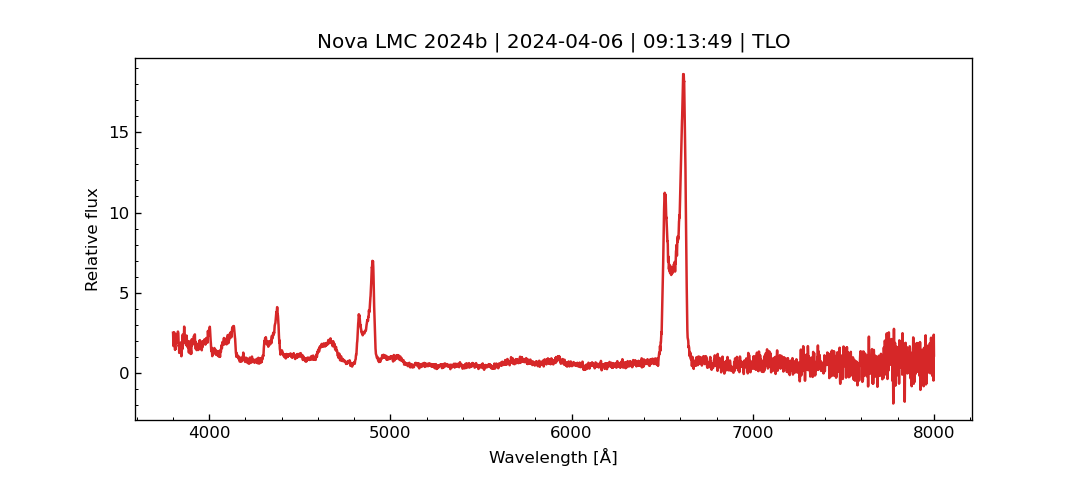 Nova LMC 2024b | 2024-04-06 | 09:13:49 | TLO
15
10
5
0
Relative flux
4000 5000 6000 7000 8000
Wavelength [Å]